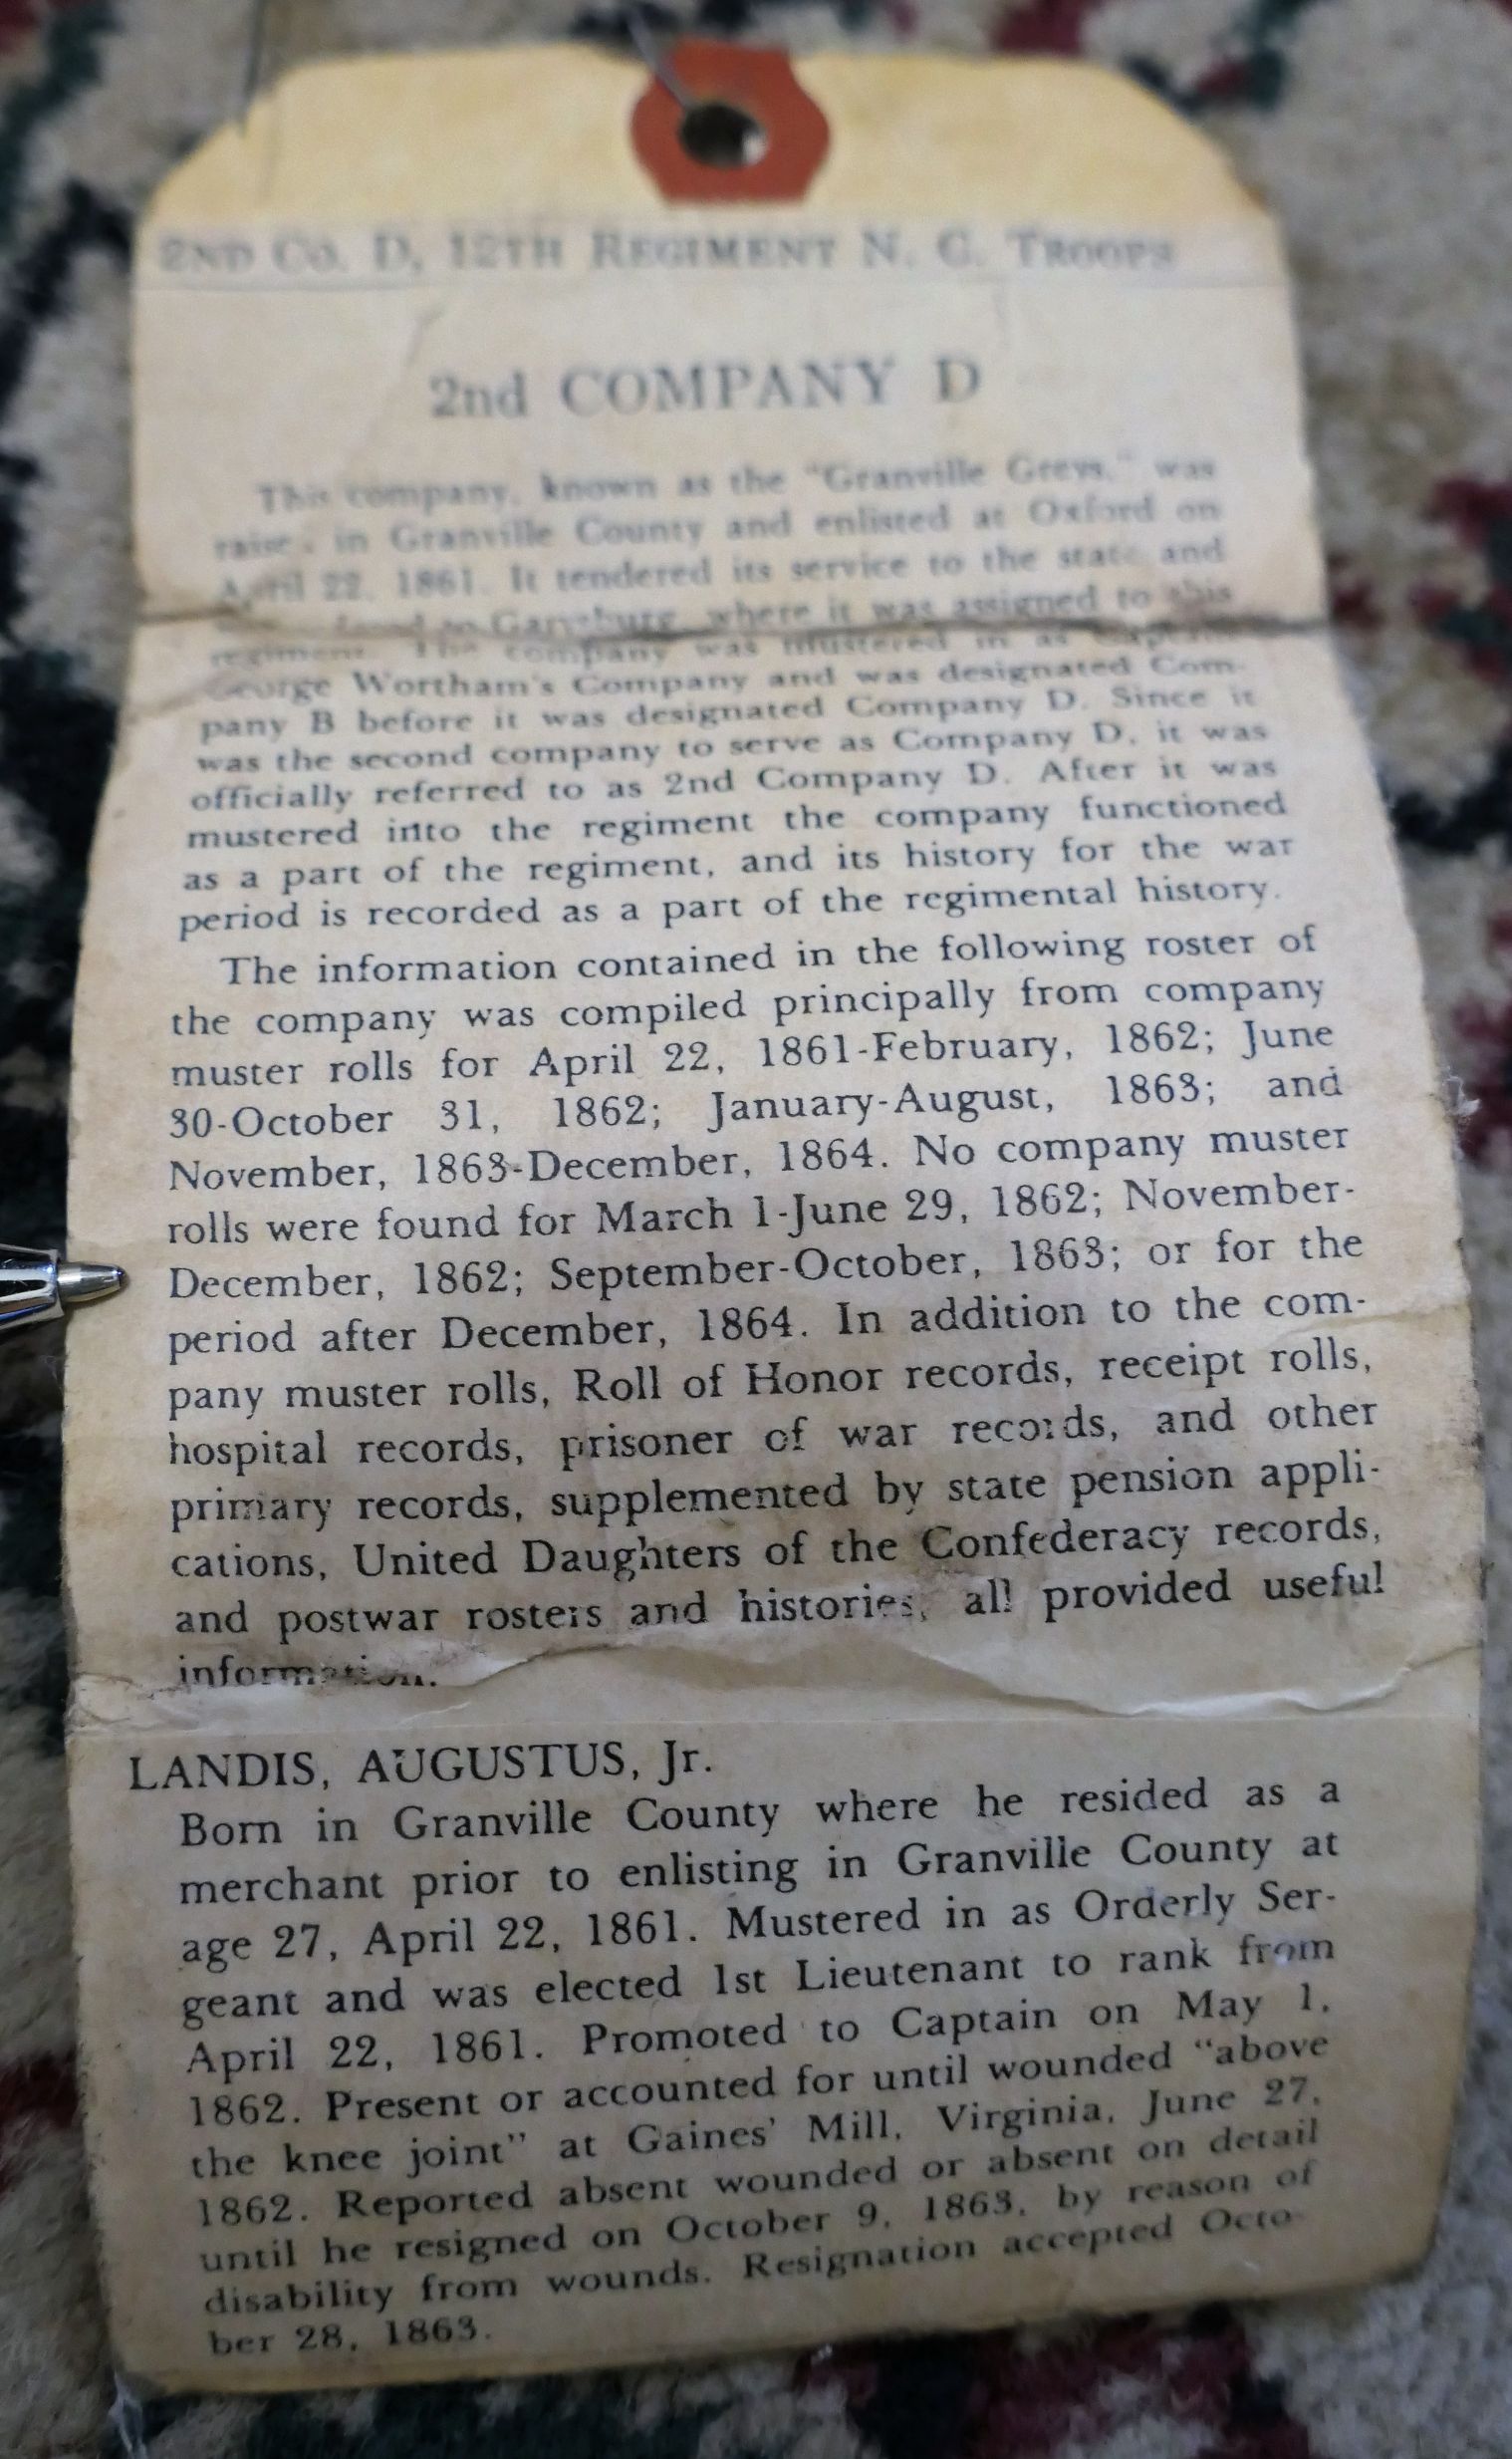 2ND CO. D, 12TH REGIMENT N. C. TROOPS
2nd COMPANY D
This company, known as the "Granville Greys," was
in Granville County and enlisted at Oxford on
April 22, 1861. It tendered its service to the state and
to Garysburg, where it was assigned to this
regiment. The company was mustered in as Captain
George Wortham's Company and was designated Com-
pany B before it was designated Company D. Since it
was the second company to serve as Company D, it was
officially referred to as 2nd Company D. After it was
mustered into the regiment the company functioned
as a part of the regiment, and its history for the war
period is recorded as a part of the regimental history.
The information contained in the following roster of
the company was compiled principally from company
muster rolls for April 22, 1861-February, 1862; June
30-October 31, 1862; January-August, 1863; and
November, 1863-December, 1864. No company muster
rolls were found for March 1-June 29, 1862; November-
December, 1862; September-October, 1863; or for the
period after December, 1864. In addition to the com-
pany muster rolls, Roll of Honor records, receipt rolls,
hospital records, prisoner of war records, and other
primary records, supplemented by state pension appli-
cations, United Daughters of the Confederacy records,
and postwar rosters and histories, all provided useful
information.
LANDIS, AUGUSTUS, Jr.
Born in Granville County where he resided as a
merchant prior to enlisting in Granville County at
age 27, April 22, 1861. Mustered in as Orderly Ser-
geant and was elected 1st Lieutenant to rank from
April 22, 1861. Promoted to Captain on May 1,
1862. Present or accounted for until wounded "above
the knee joint" at Gaines' Mill, Virginia, June 27,
1862. Reported absent wounded or absent on detail
until he resigned on October 9, 1863, by reason of
disability from wounds. Resignation accepted Octo-
ber 28, 1863.